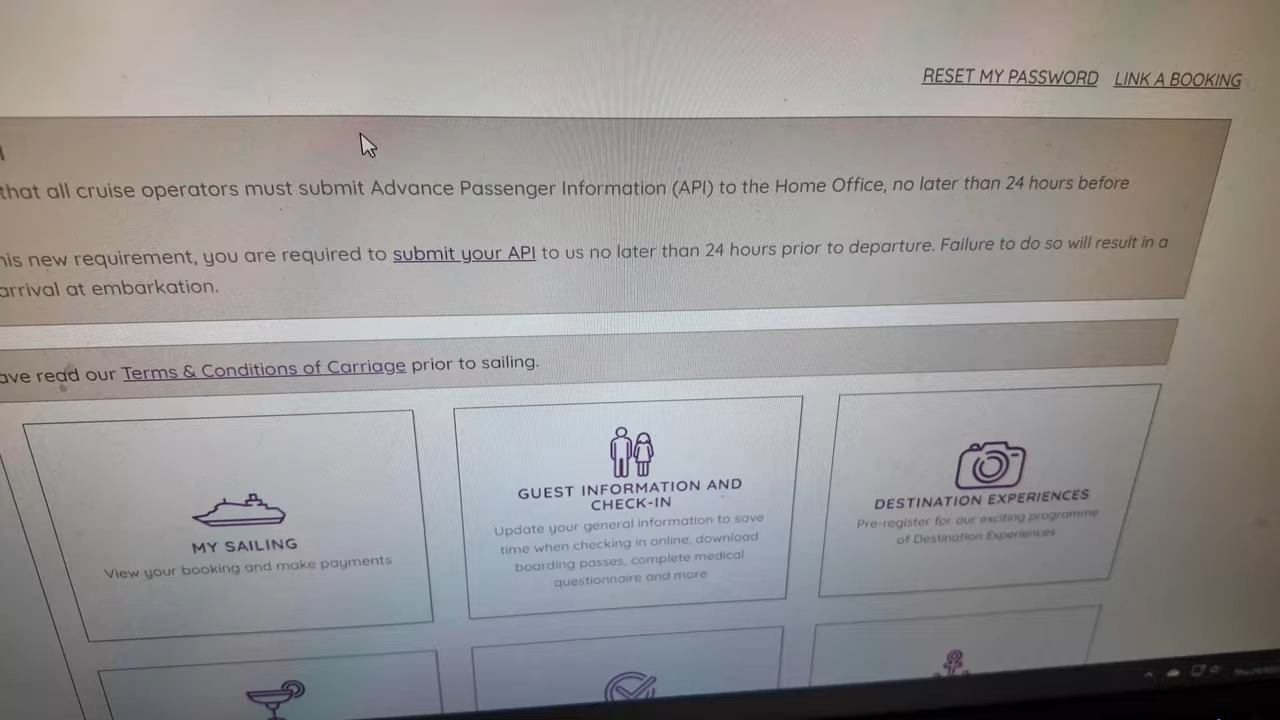 RESET MY PASSWORD LINK A BOOKING
that all cruise operators must submit Advance Passenger Information (API) to the Home Office, no later than 24 hours before
this new requirement, you are required to submit your API to us no later than 24 hours prior to departure. Failure to do so will result in a
arrival at embarkation.
have read our Terms & Conditions of Carriage prior to sailing.
MY SAILING
View your booking and make payments
GUEST INFORMATION AND
CHECK-IN
Update your general information to save
time when checking in online, download
boarding passes, complete medical
questionnaire and more
DESTINATION EXPERIENCES
Pre-register for our exciting programme
of Destination Experiences